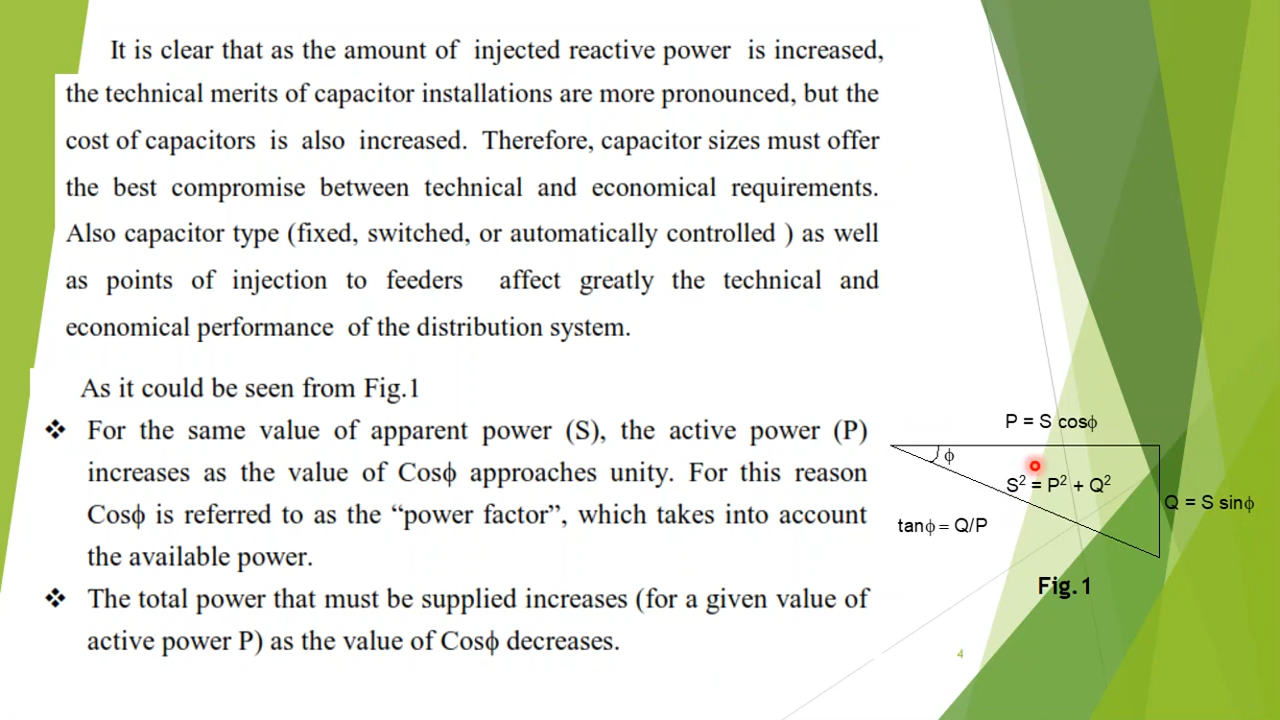 It is clear that as the amount of injected reactive power is increased,
the technical merits of capacitor installations are more pronounced, but the
cost of capacitors is also increased. Therefore, capacitor sizes must offer
the best compromise between technical and economical requirements.
Also capacitor type (fixed, switched, or automatically controlled ) as well
as points of injection to feeders affect greatly the technical and
economical performance of the distribution system.
As it could be seen from Fig.1
❖ For the same value of apparent power (S), the active power (P)
increases as the value of Cosϕ approaches unity. For this reason
Cosϕ is referred to as the “power factor”, which takes into account
the available power.
❖ The total power that must be supplied increases (for a given value of
active power P) as the value of Cosϕ decreases.
P = S cosϕ
ϕ
S² = P² + Q²
Q = S sinϕ
tanϕ = Q/P
Fig.1
4